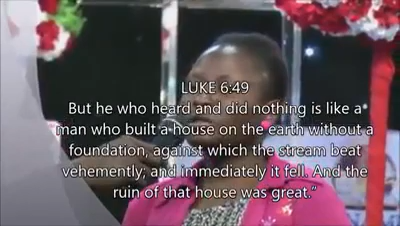 LUKE 6:49
But he who heard and did nothing is like a
man who built a house on the earth without a
foundation, against which the stream beat
vehemently; and immediately it fell. And the
ruin of that house was great.“